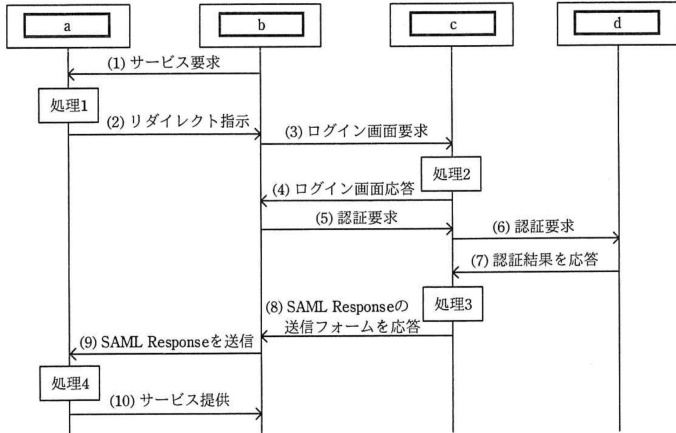 a
b
c
d
(1) サービス要求
処理1
(2) リダイレクト指示
(3) ログイン画面要求
処理2
(4) ログイン画面応答
(5) 認証要求
(6) 認証要求
(7) 認証結果を応答
処理3
(8) SAML Responseの
送信フォームを応答
(9) SAML Responseを送信
処理4
(10) サービス提供